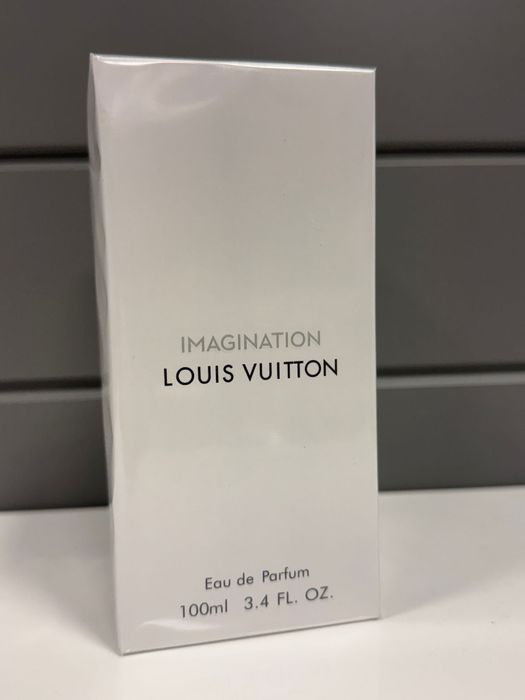 IMAGINATION
LOUIS VUITTON
Eau de Parfum
100ml 3.4 FL. OZ.